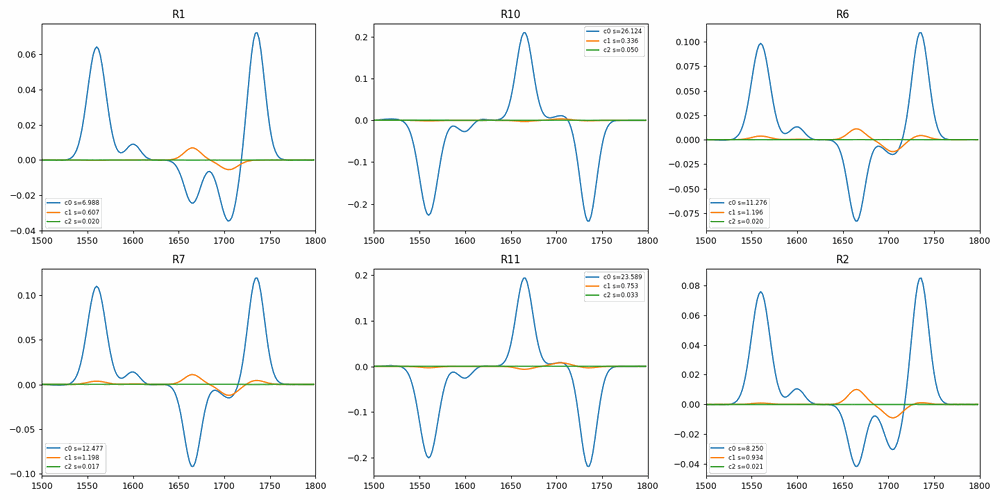 R1
0.06
0.04
0.02
0.00
−0.02
−0.04
c0 s=6.988
c1 s=0.607
c2 s=0.020
1500 1550 1600 1650 1700 1750 1800
R10
0.2
0.1
0.0
−0.1
−0.2
c0 s=26.124
c1 s=0.336
c2 s=0.050
1500 1550 1600 1650 1700 1750 1800
R6
0.100
0.075
0.050
0.025
0.000
−0.025
−0.050
−0.075
c0 s=11.276
c1 s=1.196
c2 s=0.020
1500 1550 1600 1650 1700 1750 1800
R7
0.10
0.05
0.00
−0.05
−0.10
c0 s=12.477
c1 s=1.198
c2 s=0.017
1500 1550 1600 1650 1700 1750 1800
R11
0.2
0.1
0.0
−0.1
−0.2
c0 s=23.589
c1 s=0.753
c2 s=0.033
1500 1550 1600 1650 1700 1750 1800
R2
0.08
0.06
0.04
0.02
0.00
−0.02
−0.04
c0 s=8.250
c1 s=0.934
c2 s=0.021
1500 1550 1600 1650 1700 1750 1800